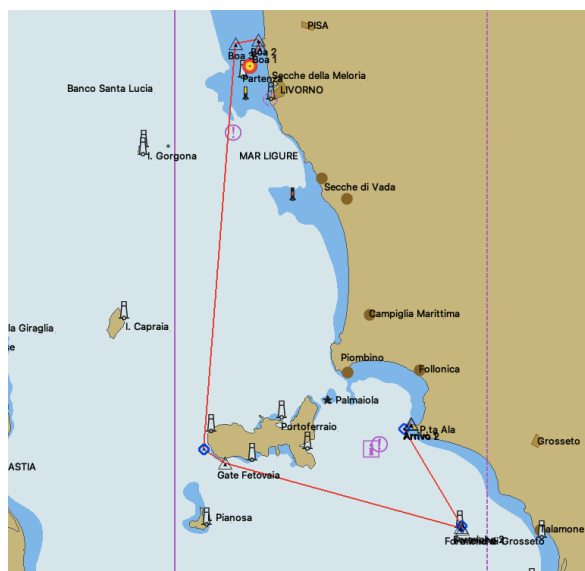 PISA
Boa 2
Boa 3
Boa 1
Partenza
Secche della Meloria
Banco Santa Lucia
LIVORNO
I. Gorgona
MAR LIGURE
Secche di Vada
Campiglia Marittima
la Giraglia
I. Capraia
se
Piombino
Follonica
Palmaiola
Portoferraio
P.ta Ala
Arrivo 2
Grosseto
BASTIA
Gate Fetovaia
I. Pianosa
Talamone
di Grosseto